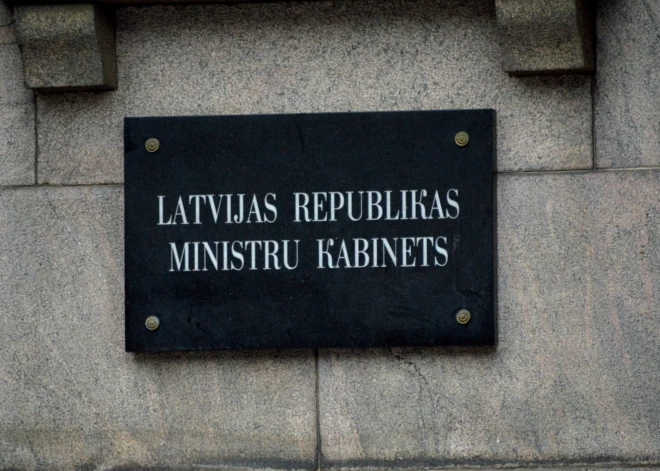 LATVIJAS REPUBLIKAS
MINISTRU KABINETS